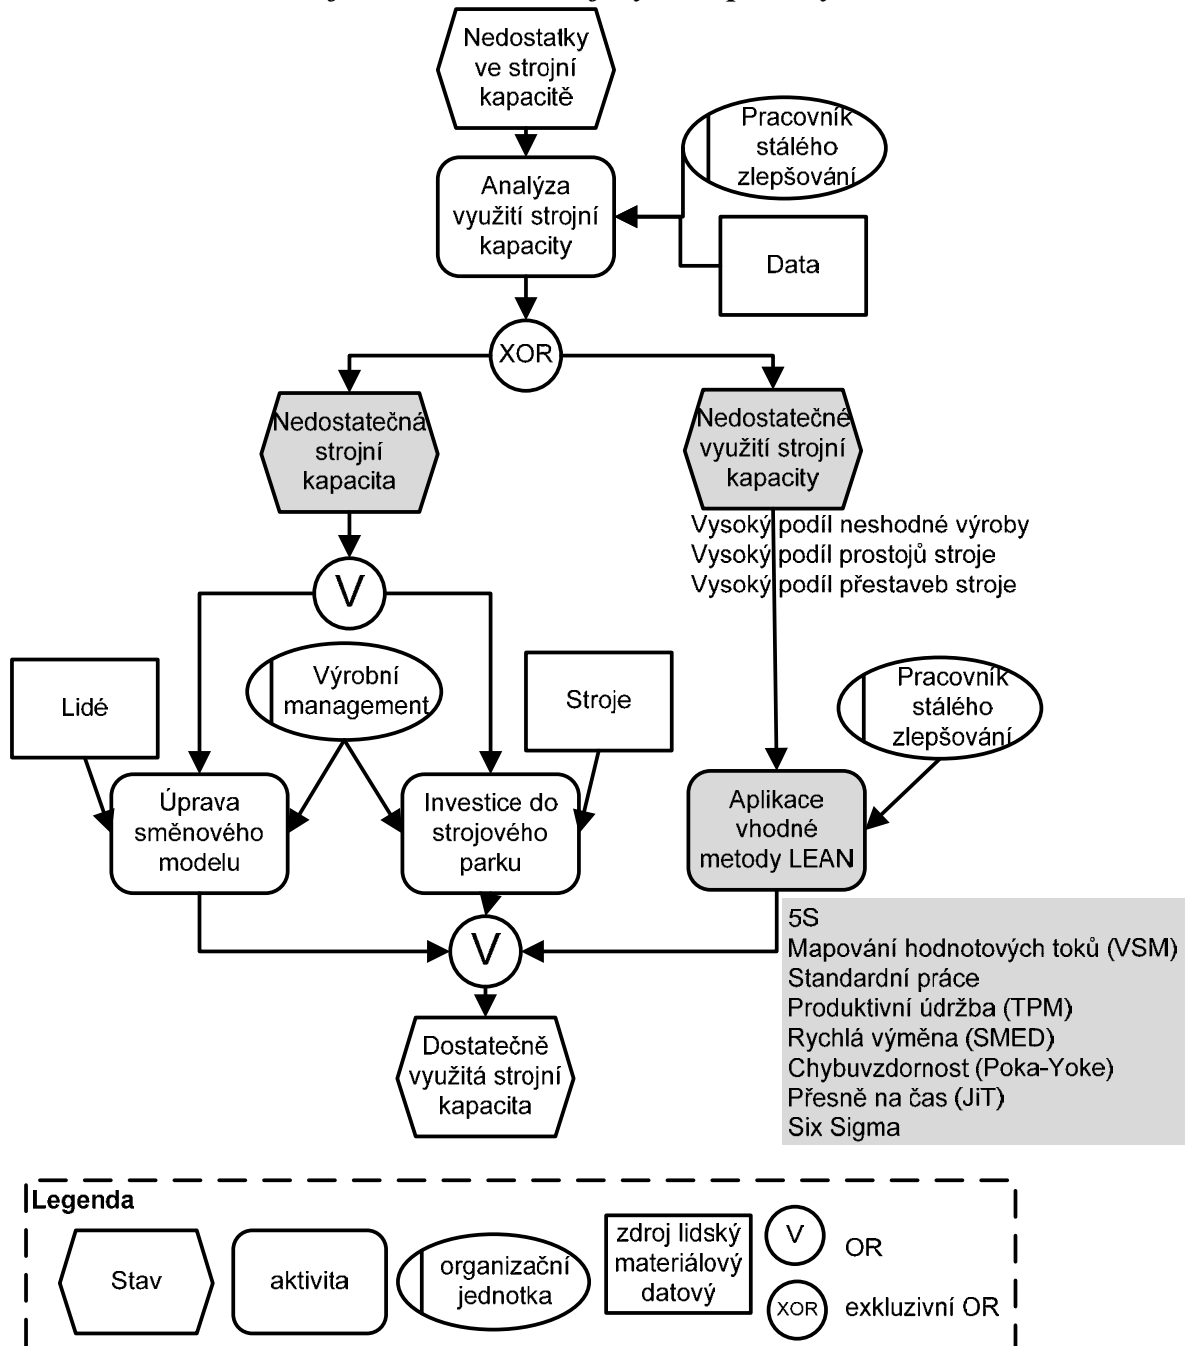 Nedostatky
ve strojní
kapacitě
Pracovník
stálého
zlepšování
Analýza
využití strojní
kapacity
Data
XOR
Nedostatečná
strojní
kapacita
Nedostatečné
využití strojní
kapacity
Vysoký podíl neshodné výroby
Vysoký podíl prostojů stroje
Vysoký podíl přestaveb stroje
V
Lidé
Výrobní
management
Stroje
Pracovník
stálého
zlepšování
Úprava
směnového
modelu
Investice do
strojového
parku
Aplikace
vhodné
metody LEAN
V
5S
Mapování hodnotových toků (VSM)
Standardní práce
Produktivní údržba (TPM)
Rychlá výměna (SMED)
Chybuvzdornost (Poka-Yoke)
Přesně na čas (JiT)
Six Sigma
Dostatečně
využitá strojní
kapacita
Legenda
Stav
aktivita
organizační
jednotka
zdroj lidský
materiálový
datový
V
OR
XOR
exkluzivní OR